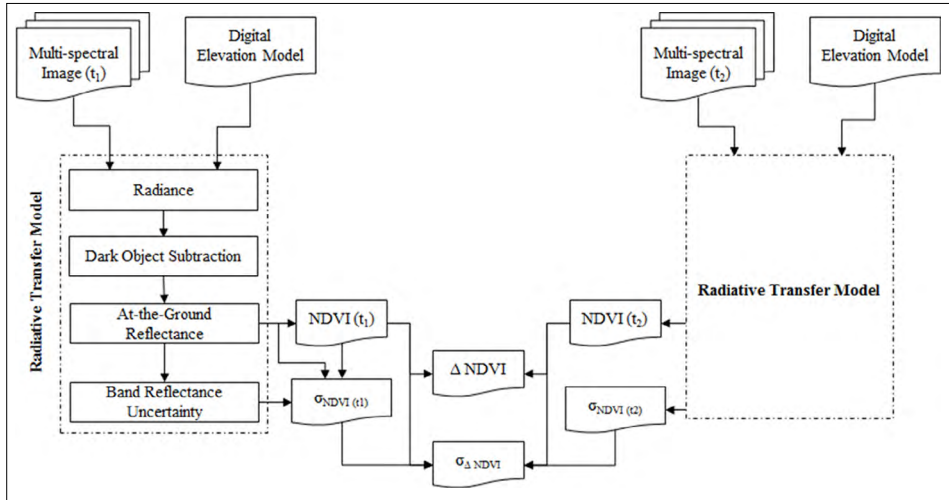 Multi-spectral
Image (t₁)
Digital
Elevation Model
Multi-spectral
Image (t₂)
Digital
Elevation Model
Radiative Transfer Model
Radiance
Dark Object Subtraction
At-the-Ground
Reflectance
Band Reflectance
Uncertainty
NDVI (t₁)
σNDVI (t1)
Δ NDVI
σΔ NDVI
NDVI (t₂)
σNDVI (t2)
Radiative Transfer Model